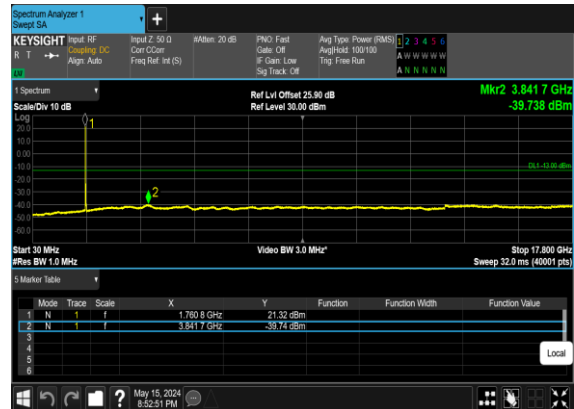 Spectrum Analyzer 1
Swept SA
+
KEYSIGHT Input: RF Input Z: 50 Ω #Atten: 20 dB PNO: Fast Avg Type: Power (RMS) 1 2 3 4 5 6
R T Coupling: DC Corr CCorr Gate: Off Avg|Hold: 100/100 A W W W W W
Align: Auto Freq Ref: Int (S) IF Gain: Low Trig: Free Run
Sig Track: Off A N N N N N
1 Spectrum Ref Lvl Offset 25.90 dB Mkr2 3.841 7 GHz
Scale/Div 10 dB Ref Level 30.00 dBm -39.738 dBm
Log
20.0 1
10.0
0.00
-10.0 DL1 -13.00 dBm
-20.0
-30.0 2
-40.0
-50.0
-60.0
Start 30 MHz Video BW 3.0 MHz* Stop 17.800 GHz
#Res BW 1.0 MHz Sweep 32.0 ms (40001 pts)
5 Marker Table
Mode Trace Scale X Y Function Function Width Function Value
1 N 1 f 1.760 8 GHz 21.32 dBm
2 N 1 f 3.841 7 GHz -39.74 dBm
3
4
5
6
Local
? May 15, 2024
8:52:51 PM